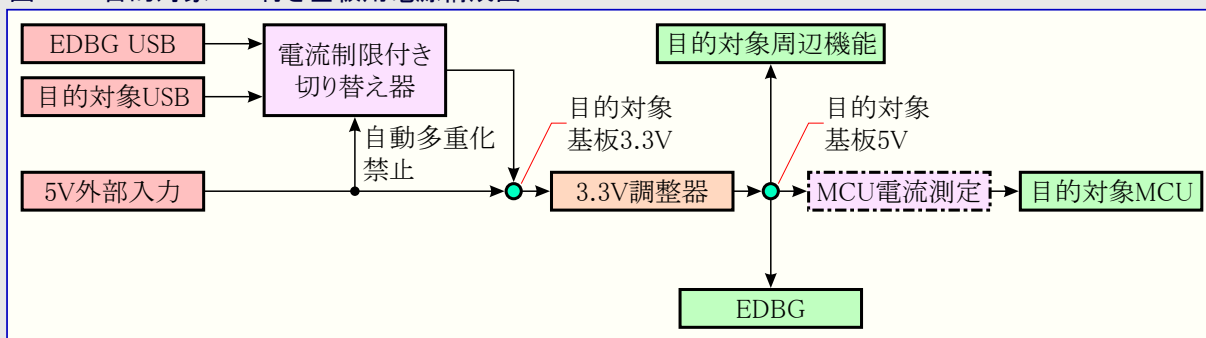 EDBG USB
目的対象USB
5V外部入力
電流制限付き
切り替え器
自動多重化
禁止
目的対象
基板3.3V
3.3V調整器
目的対象周辺機能
目的対象
基板5V
MCU電流測定
目的対象MCU
EDBG